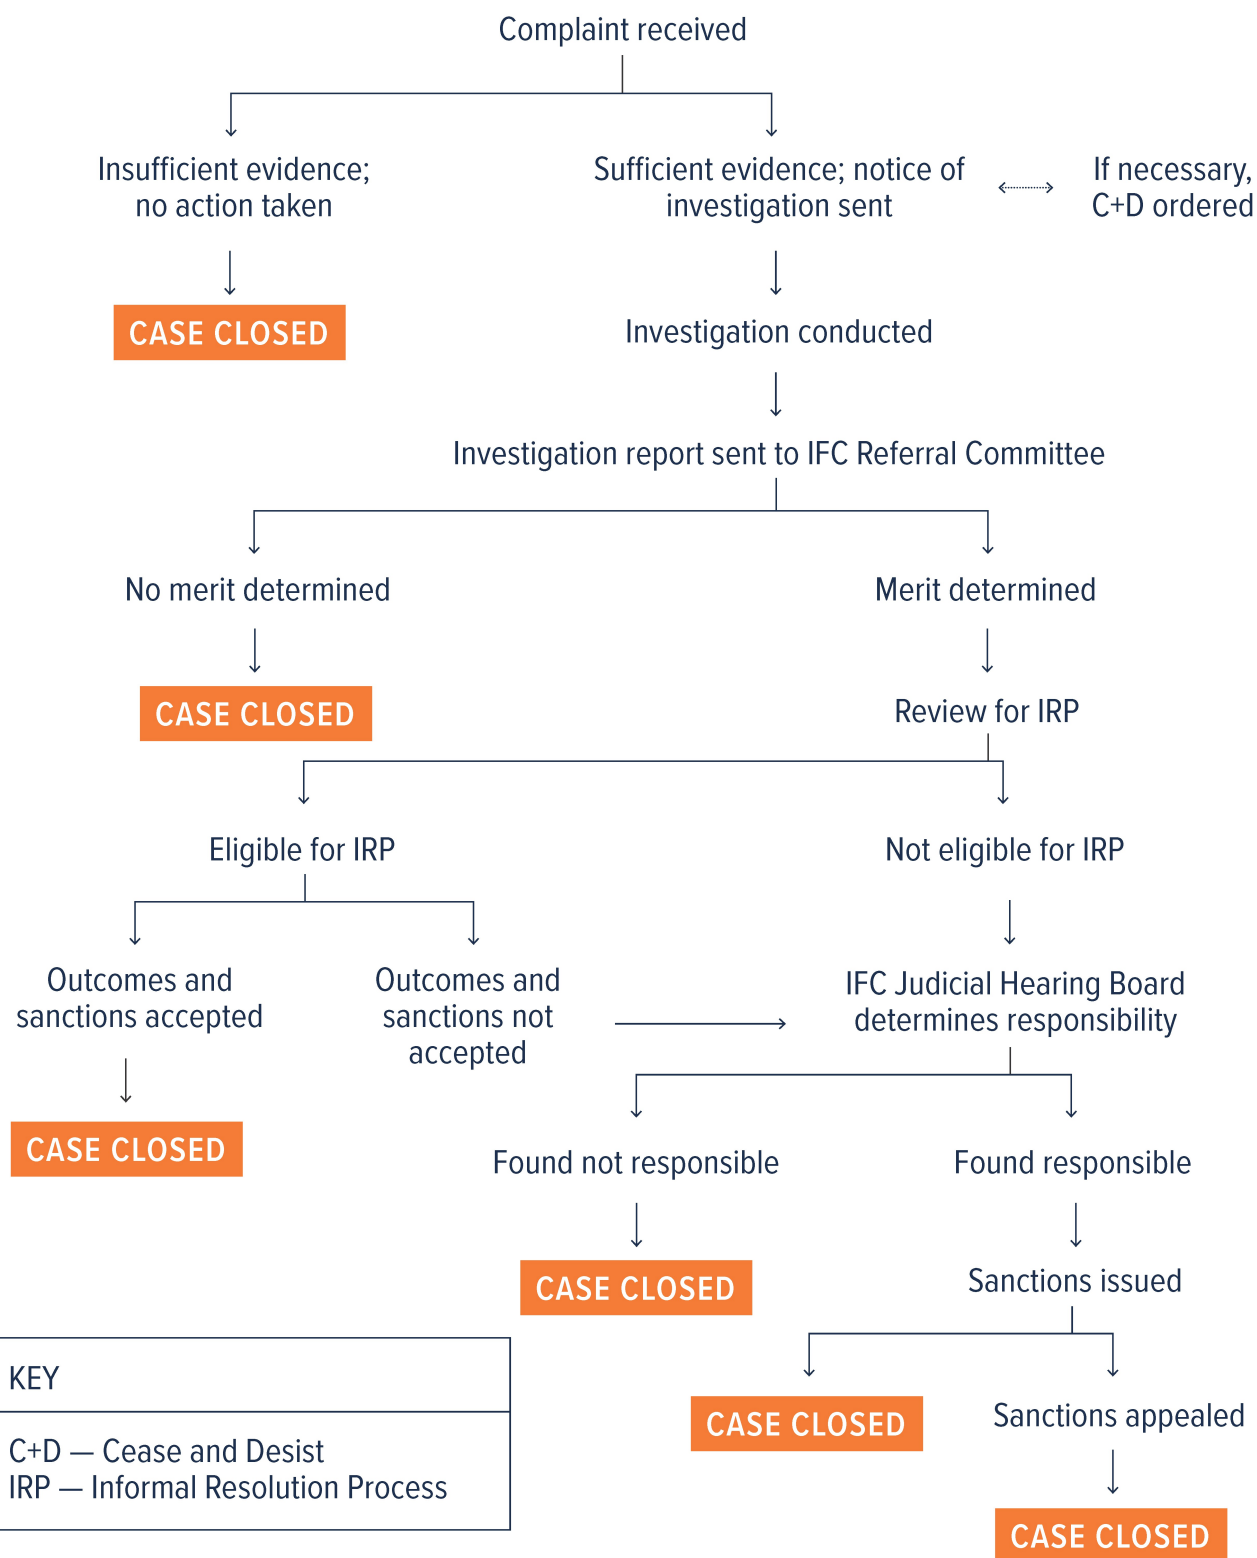 Complaint received
Insufficient evidence;
no action taken
Sufficient evidence; notice of
investigation sent
If necessary,
C+D ordered
CASE CLOSED
Investigation conducted
Investigation report sent to IFC Referral Committee
No merit determined
Merit determined
CASE CLOSED
Review for IRP
Eligible for IRP
Not eligible for IRP
Outcomes and
sanctions accepted
Outcomes and
sanctions not
accepted
IFC Judicial Hearing Board
determines responsibility
CASE CLOSED
Found not responsible
Found responsible
CASE CLOSED
Sanctions issued
CASE CLOSED
Sanctions appealed
CASE CLOSED
KEY
C+D — Cease and Desist
IRP — Informal Resolution Process